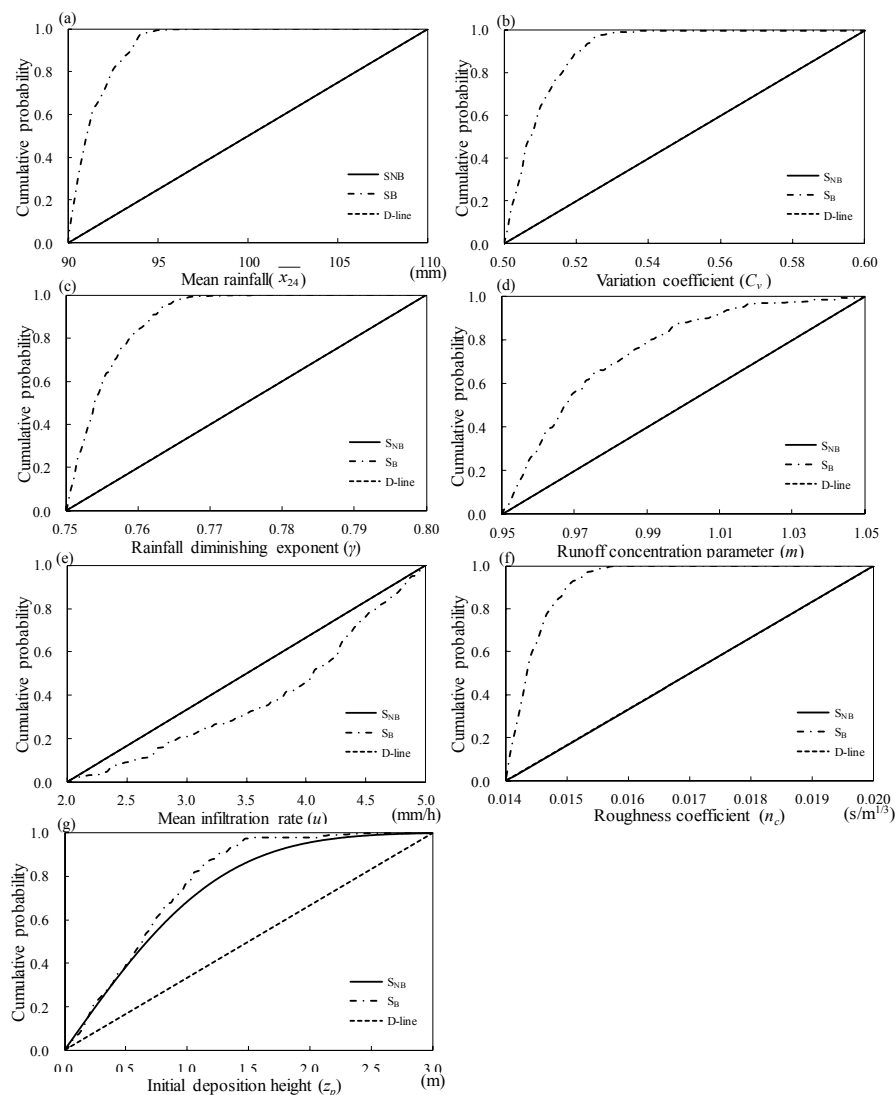 (a)
Cumulative probability
1.0
0.8
0.6
0.4
0.2
0.0
SNB
SB
D-line
90 95 100 105 110
Mean rainfall( x24) (mm)
(b)
Cumulative probability
1.0
0.8
0.6
0.4
0.2
0.0
SNB
SB
D-line
0.50 0.52 0.54 0.56 0.58 0.60
Variation coefficient (Cv)
(c)
Cumulative probability
1.0
0.8
0.6
0.4
0.2
0.0
SNB
SB
D-line
0.75 0.76 0.77 0.78 0.79 0.80
Rainfall diminishing exponent (γ)
(d)
Cumulative probability
1.0
0.8
0.6
0.4
0.2
0.0
SNB
SB
D-line
0.95 0.97 0.99 1.01 1.03 1.05
Runoff concentration parameter (m)
(e)
Cumulative probability
1.0
0.8
0.6
0.4
0.2
0.0
SNB
SB
D-line
2.0 2.5 3.0 3.5 4.0 4.5 5.0
Mean infiltration rate (u) (mm/h)
(f)
Cumulative probability
1.0
0.8
0.6
0.4
0.2
0.0
SNB
SB
D-line
0.014 0.015 0.016 0.017 0.018 0.019 0.020
Roughness coefficient (nc) (s/m1/3)
(g)
Cumulative probability
1.0
0.8
0.6
0.4
0.2
0.0
SNB
SB
D-line
0.0 0.5 1.0 1.5 2.0 2.5 3.0
Initial deposition height (zp) (m)